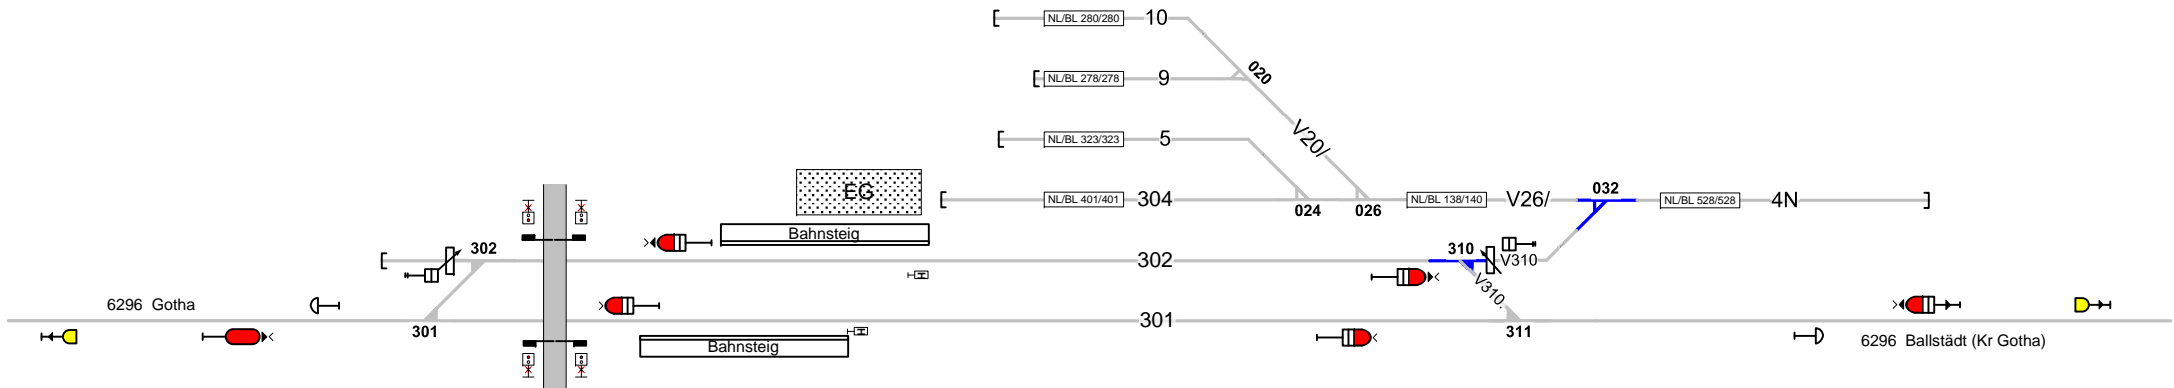 NL/BL 280/280 10
020
NL/BL 278/278 9
V20/
NL/BL 323/323 5
EG
NL/BL 401/401 304 024 026 NL/BL 138/140 V26/ 032 NL/BL 528/528 4N
Bahnsteig
302 302 310 V310
V310.
6296 Gotha
301 301 311
Bahnsteig
6296 Ballstädt (Kr Gotha)